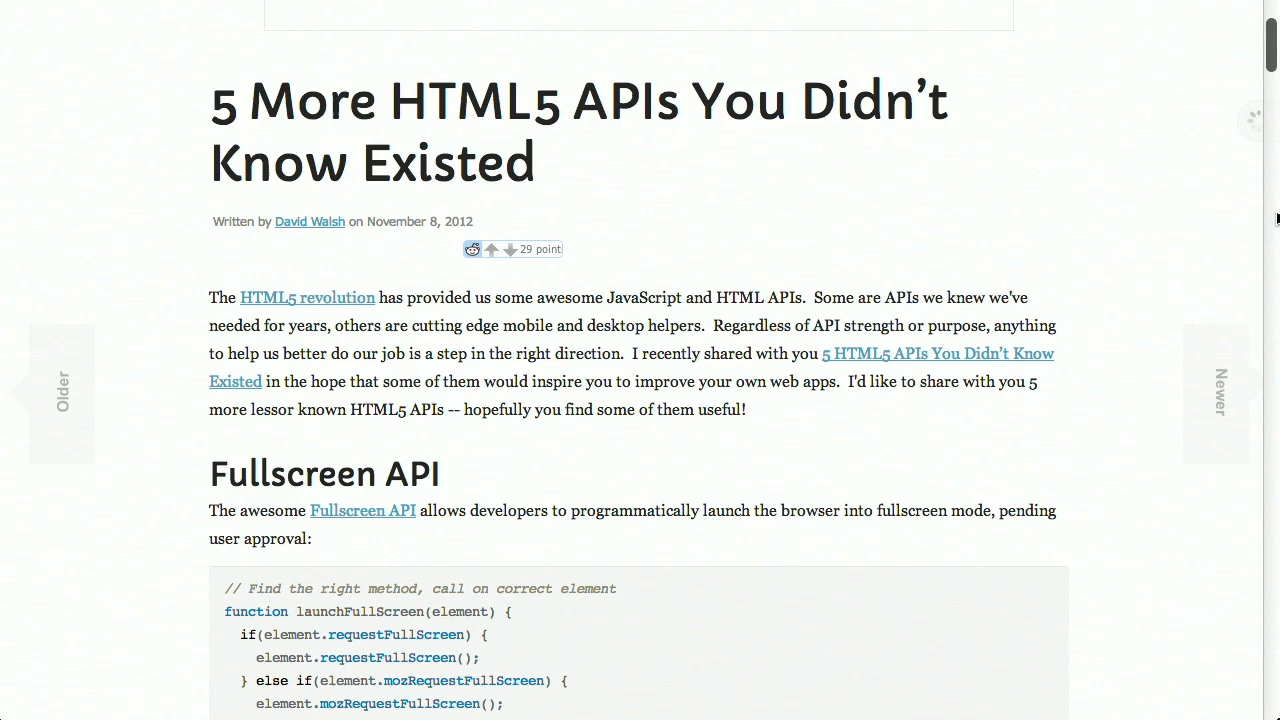 5 More HTML5 APIs You Didn’t
Know Existed
Written by David Walsh on November 8, 2012
29 point
The HTML5 revolution has provided us some awesome JavaScript and HTML APIs. Some are APIs we knew we've
needed for years, others are cutting edge mobile and desktop helpers. Regardless of API strength or purpose, anything
to help us better do our job is a step in the right direction. I recently shared with you 5 HTML5 APIs You Didn’t Know
Existed in the hope that some of them would inspire you to improve your own web apps. I'd like to share with you 5
more lessor known HTML5 APIs -- hopefully you find some of them useful!
Older
Newer
Fullscreen API
The awesome Fullscreen API allows developers to programmatically launch the browser into fullscreen mode, pending
user approval:
// Find the right method, call on correct element
function launchFullScreen(element) {
if(element.requestFullScreen) {
element.requestFullScreen();
} else if(element.mozRequestFullScreen) {
element.mozRequestFullScreen();